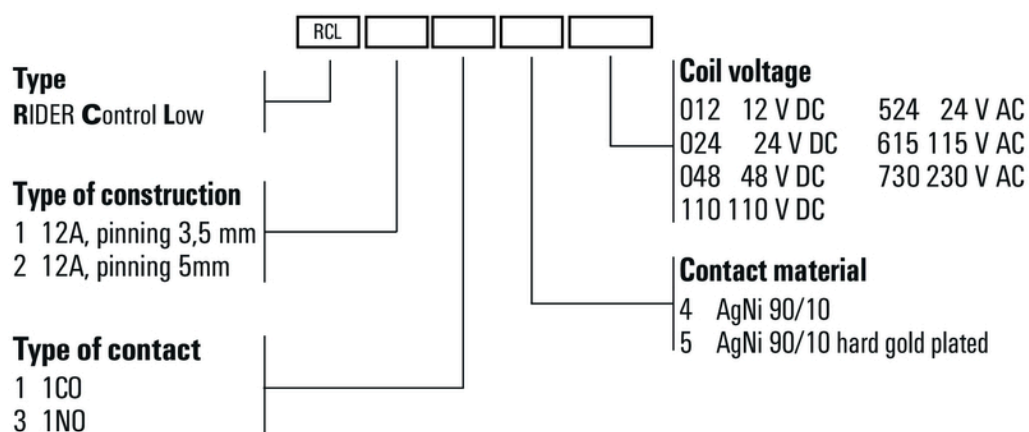 RCL
Type
RIDER Control Low
Type of construction
1 12A, pinning 3,5 mm
2 12A, pinning 5mm
Type of contact
1 1CO
3 1NO
Coil voltage
012 12 V DC 524 24 V AC
024 24 V DC 615 115 V AC
048 48 V DC 730 230 V AC
110 110 V DC
Contact material
4 AgNi 90/10
5 AgNi 90/10 hard gold plated